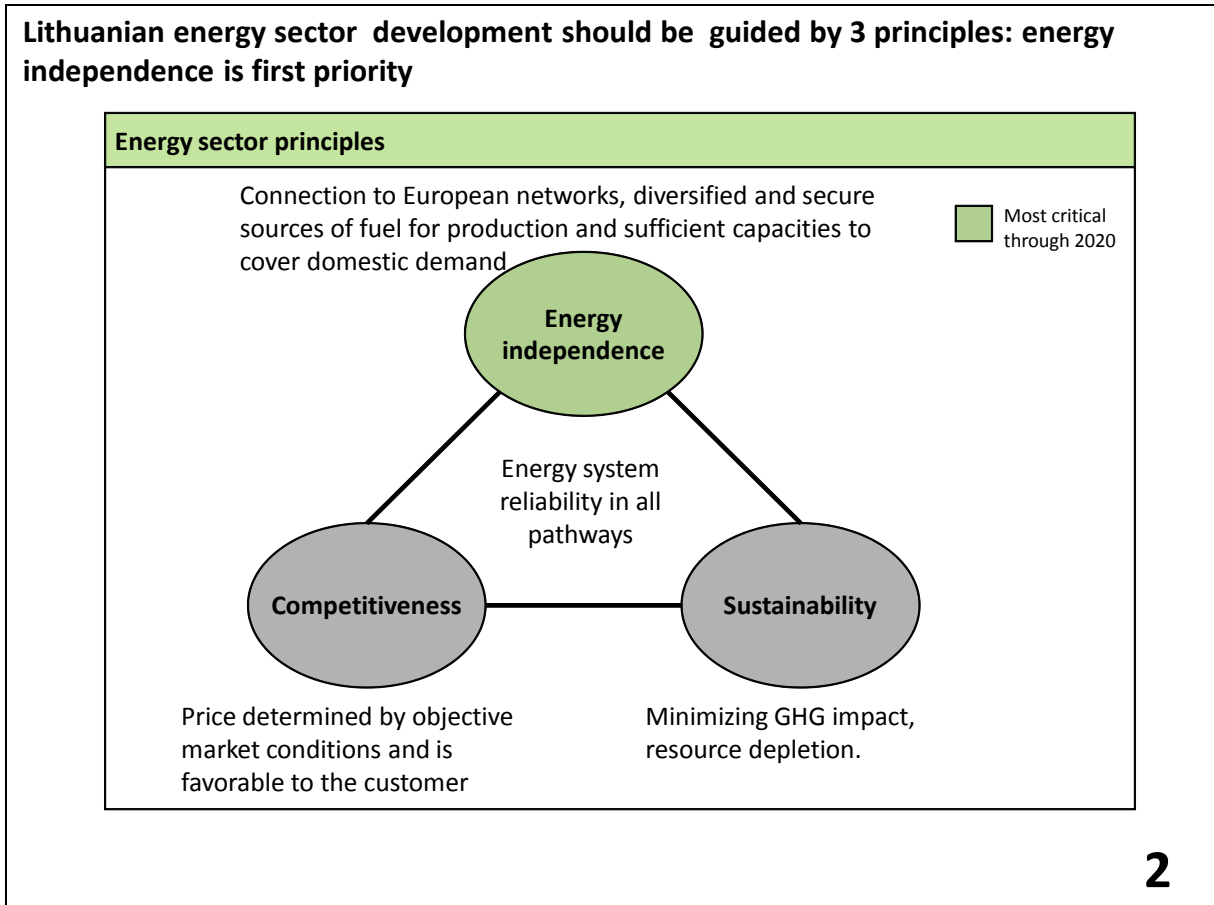 Lithuanian energy sector development should be guided by 3 principles: energy
independence is first priority
Energy sector principles
Connection to European networks, diversified and secure
sources of fuel for production and sufficient capacities to
cover domestic demand
Most critical
through 2020
Energy
independence
Energy system
reliability in all
pathways
Competitiveness
Sustainability
Price determined by objective
market conditions and is
favorable to the customer
Minimizing GHG impact,
resource depletion.
2